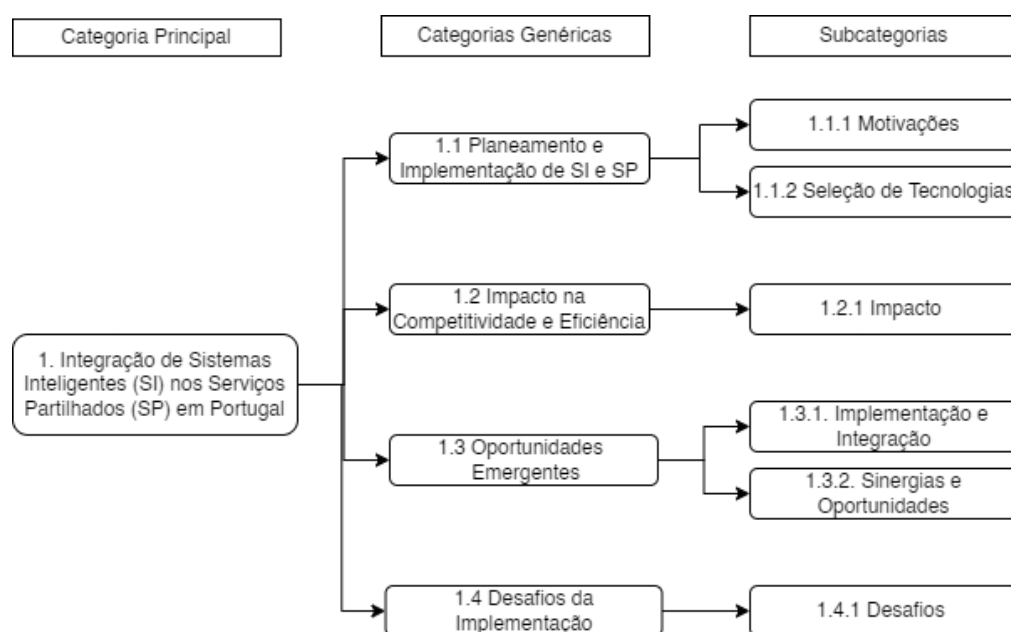 Categoria Principal
Categorias Genéricas
Subcategorias
1. Integração de Sistemas
Inteligentes (SI) nos Serviços
Partilhados (SP) em Portugal
1.1 Planeamento e
Implementação de SI e SP
1.1.1 Motivações
1.1.2 Seleção de Tecnologias
1.2 Impacto na
Competitividade e Eficiência
1.2.1 Impacto
1.3 Oportunidades
Emergentes
1.3.1. Implementação e
Integração
1.3.2. Sinergias e
Oportunidades
1.4 Desafios da
Implementação
1.4.1 Desafios